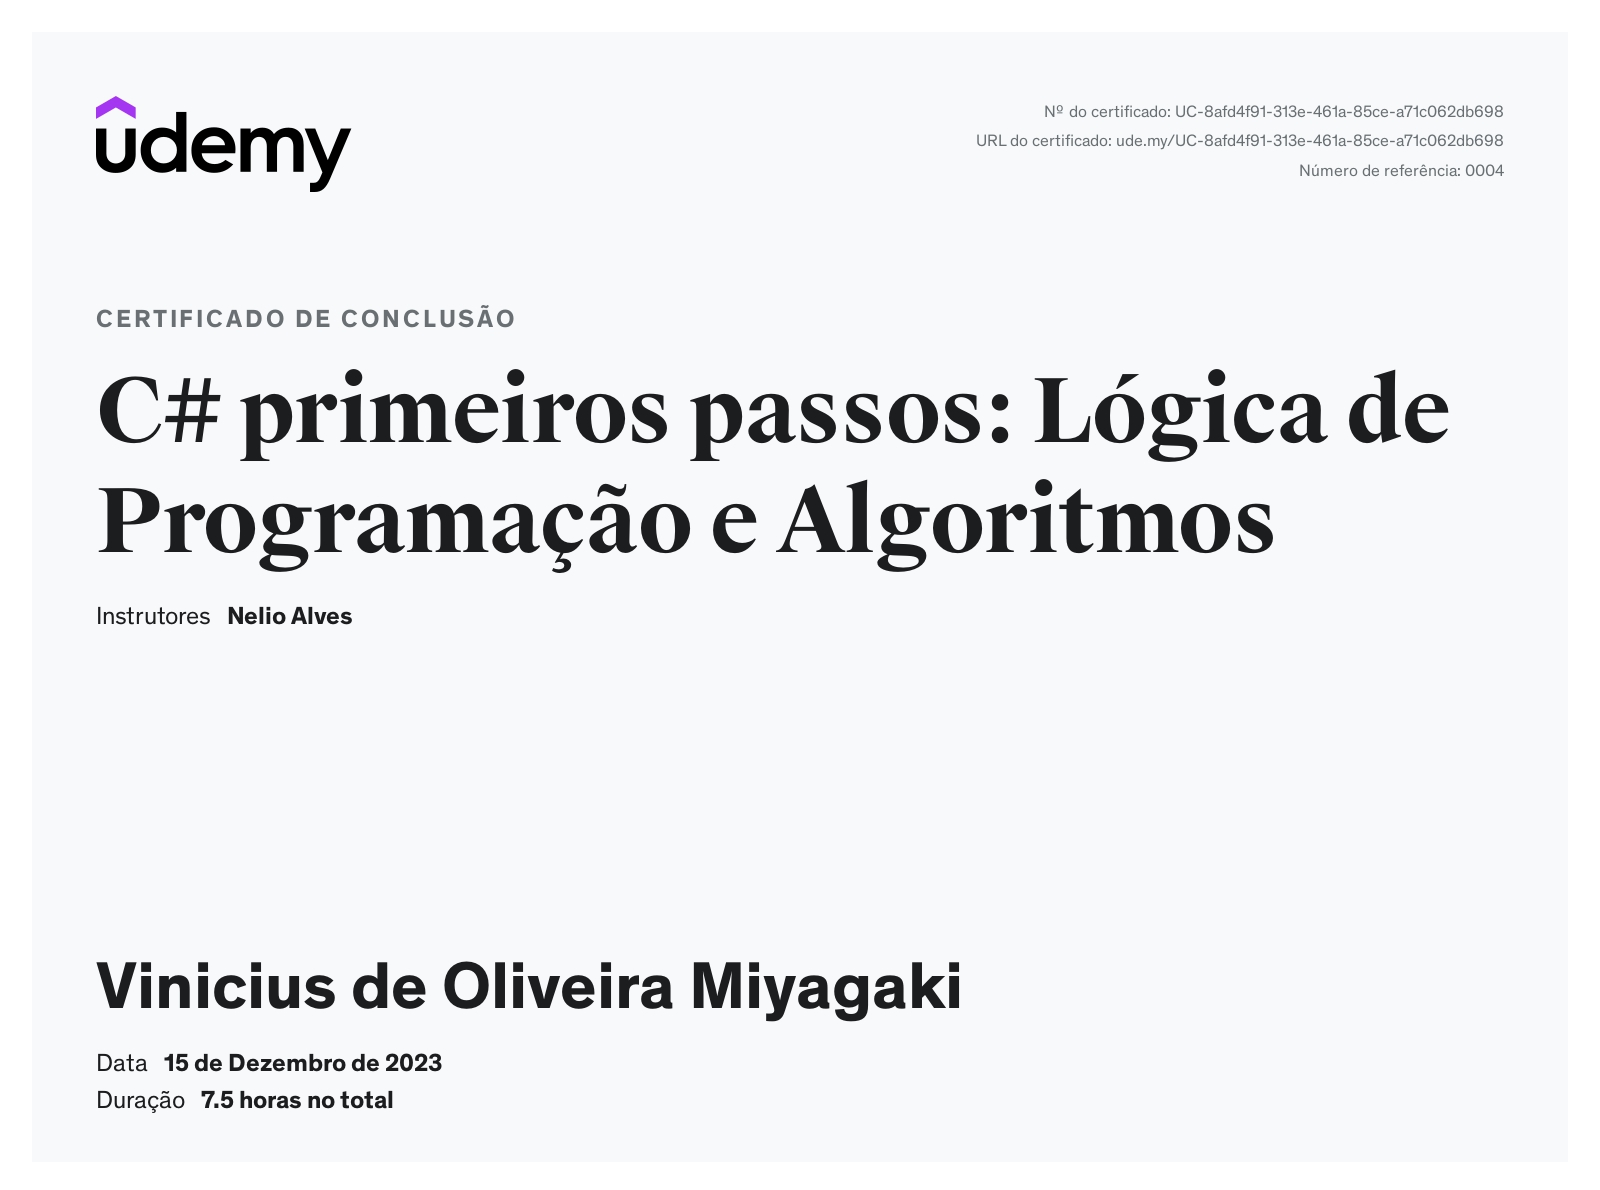 udemy
Nº do certificado: UC-8afd4f91-313e-461a-85ce-a71c062db698
URL do certificado: ude.my/UC-8afd4f91-313e-461a-85ce-a71c062db698
Número de referência: 0004
CERTIFICADO DE CONCLUSÃO
C# primeiros passos: Lógica de
Programação e Algoritmos
Instrutores Nelio Alves
Vinicius de Oliveira Miyagaki
Data 15 de Dezembro de 2023
Duração 7.5 horas no total